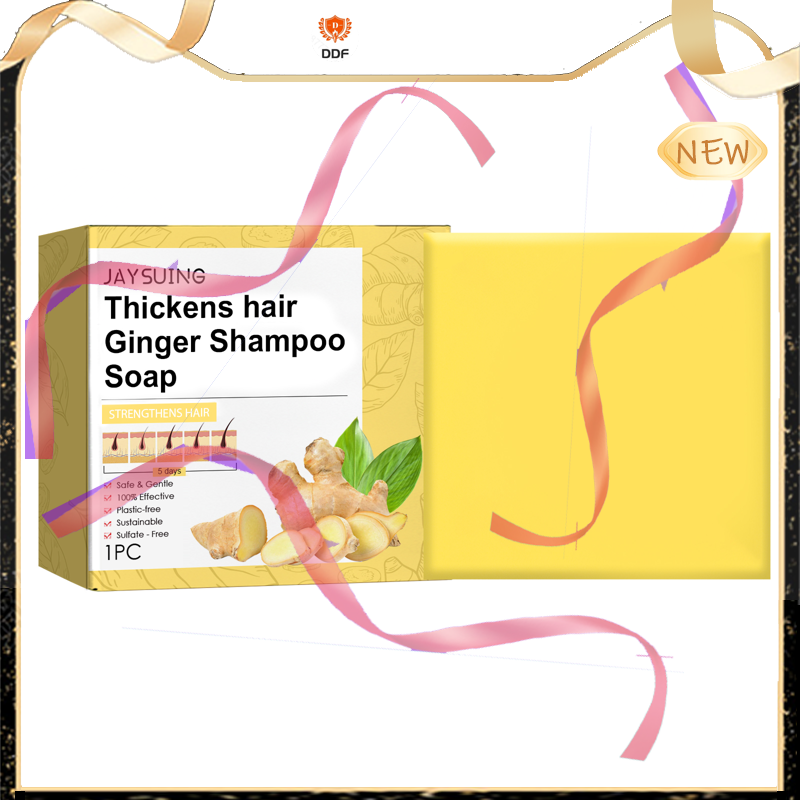 DDF
NEW
JAYSUING
Thickens hair
Ginger Shampoo
Soap
STRENGTHENS HAIR
5 days
Safe & Gentle
100% Effective
Plastic-free
Sustainable
Sulfate - Free
1PC